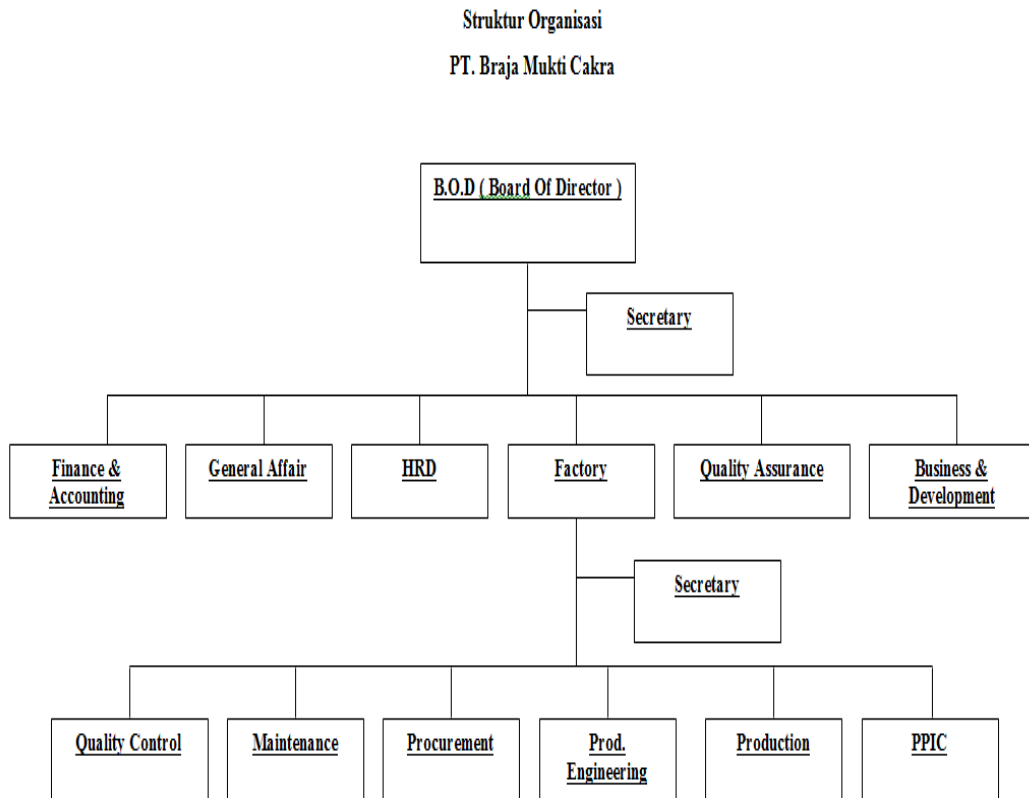 Struktur Organisasi
PT. Braja Mukti Cakra
B.O.D ( Board Of Director )
Secretary
Finance &
Accounting
General Affair
HRD
Factory
Quality Assurance
Business &
Development
Secretary
Quality Control
Maintenance
Procurement
Prod.
Engineering
Production
PPIC